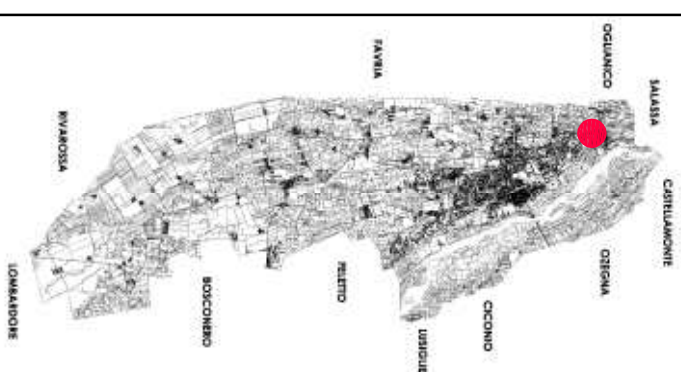 OGLIANICO
FAVRIA
SALASSA
RIVAROSSA
CASTELLAMONTE
OZEGNA
FELETTO
CICONIO
BOSCONERO
LOMBARDORE
LUSIGLIE